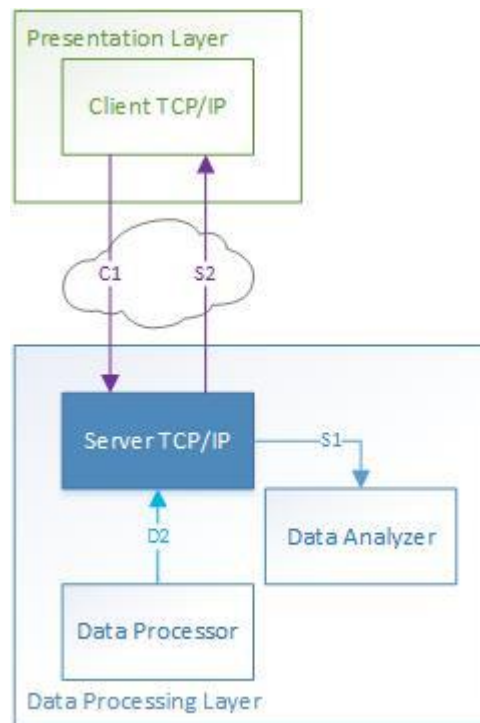 Presentation Layer
Client TCP/IP
C1
S2
Server TCP/IP
S1
D2
Data Analyzer
Data Processor
Data Processing Layer